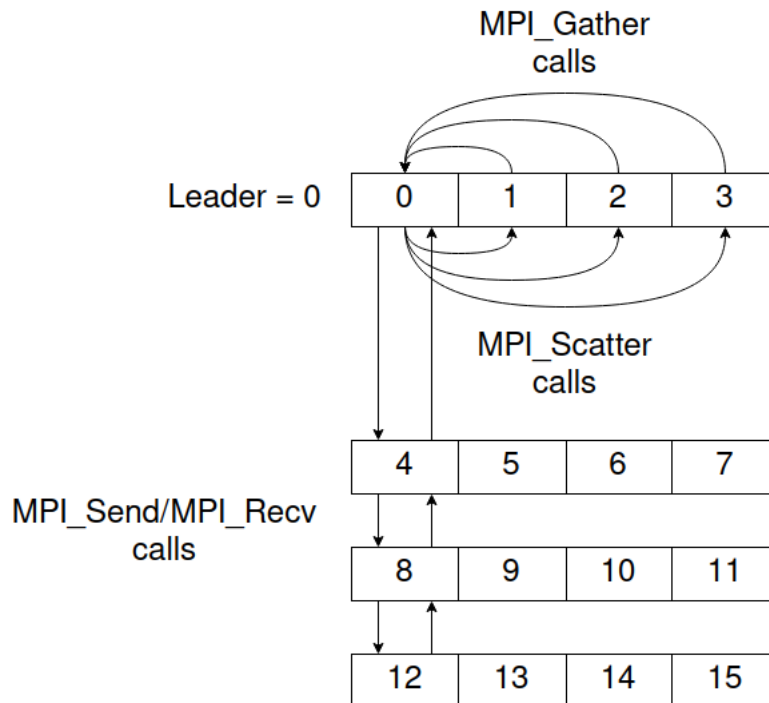 MPI_Gather
calls
Leader = 0
0 1 2 3
MPI_Scatter
calls
4 5 6 7
MPI_Send/MPI_Recv
calls
8 9 10 11
12 13 14 15